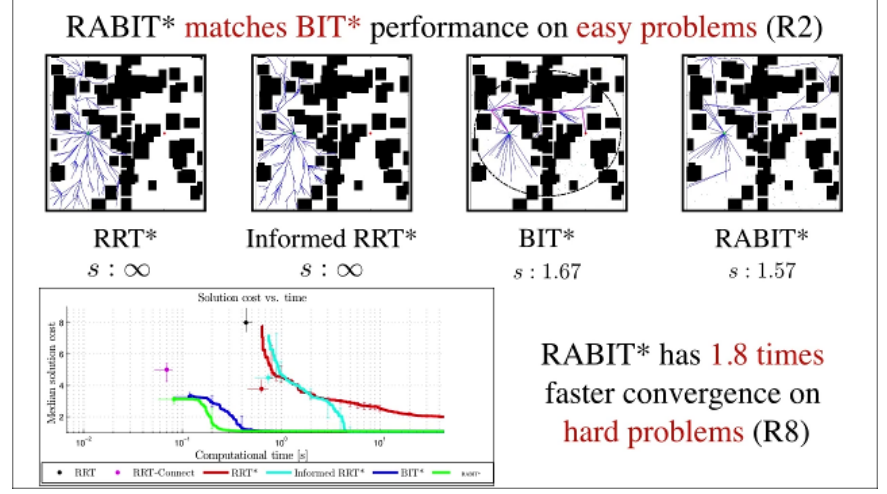 RABIT* matches BIT* performance on easy problems (R2)
RRT*
Informed RRT*
BIT*
RABIT*
s : ∞
s : ∞
s : 1.67
s : 1.57
Solution cost vs. time
Median solution cost
8
6
4
2
10⁻²
10⁻¹
10⁰
10¹
Computational time [s]
RRT
RRT-Connect
RRT*
Informed RRT*
BIT*
RABIT*
RABIT* has 1.8 times
faster convergence on
hard problems (R8)